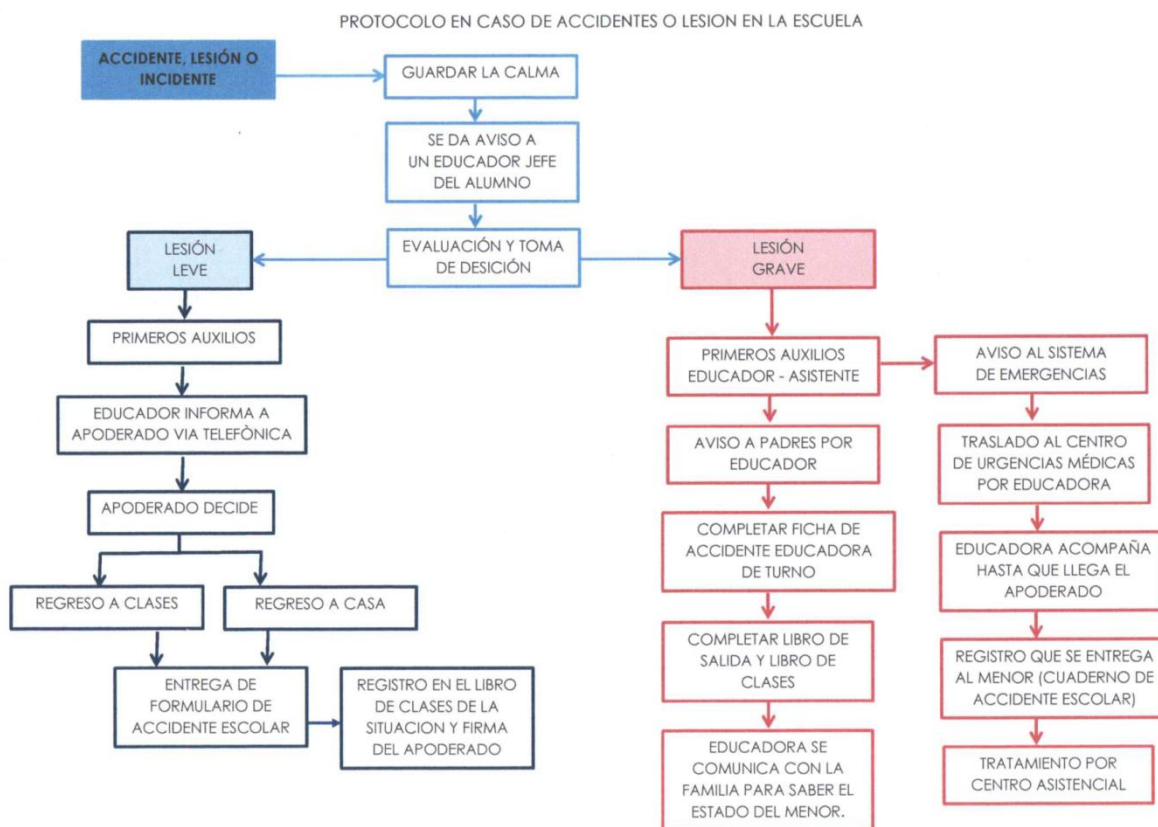 PROTOCOLO EN CASO DE ACCIDENTES O LESION EN LA ESCUELA
ACCIDENTE, LESIÓN O
INCIDENTE
GUARDAR LA CALMA
SE DA AVISO A
UN EDUCADOR JEFE
DEL ALUMNO
EVALUACIÓN Y TOMA
DE DESICIÓN
LESIÓN
LEVE
PRIMEROS AUXILIOS
EDUCADOR INFORMA A
APODERADO VIA TELEFÒNICA
APODERADO DECIDE
REGRESO A CLASES
REGRESO A CASA
ENTREGA DE
FORMULARIO DE
ACCIDENTE ESCOLAR
REGISTRO EN EL LIBRO
DE CLASES DE LA
SITUACION Y FIRMA
DEL APODERADO
LESIÓN
GRAVE
PRIMEROS AUXILIOS
EDUCADOR - ASISTENTE
AVISO A PADRES POR
EDUCADOR
COMPLETAR FICHA DE
ACCIDENTE EDUCADORA
DE TURNO
COMPLETAR LIBRO DE
SALIDA Y LIBRO DE
CLASES
EDUCADORA SE
COMUNICA CON LA
FAMILIA PARA SABER EL
ESTADO DEL MENOR.
AVISO AL SISTEMA
DE EMERGENCIAS
TRASLADO AL CENTRO
DE URGENCIAS MÉDICAS
POR EDUCADORA
EDUCADORA ACOMPAÑA
HASTA QUE LLEGA EL
APODERADO
REGISTRO QUE SE ENTREGA
AL MENOR (CUADERNO DE
ACCIDENTE ESCOLAR)
TRATAMIENTO POR
CENTRO ASISTENCIAL